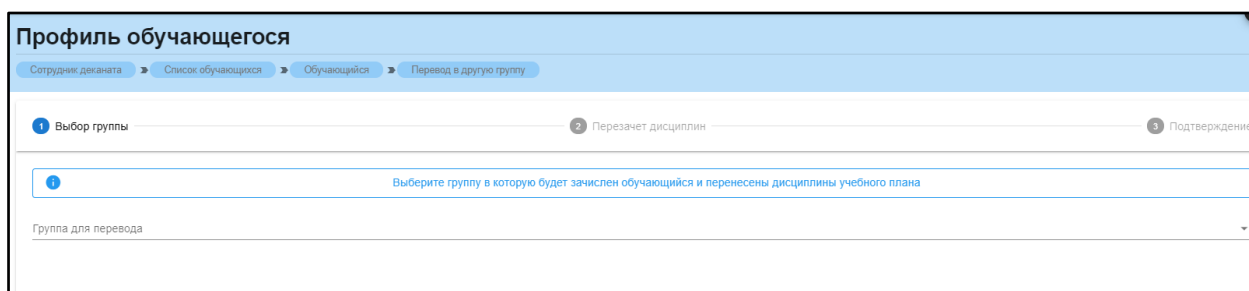 Профиль обучающегося
Сотрудник деканата Список обучающихся Обучающийся Перевод в другую группу
1 Выбор группы 2 Перезачет дисциплин 3 Подтверждение
Выберите группу в которую будет зачислен обучающийся и перенесены дисциплины учебного плана
Группа для перевода